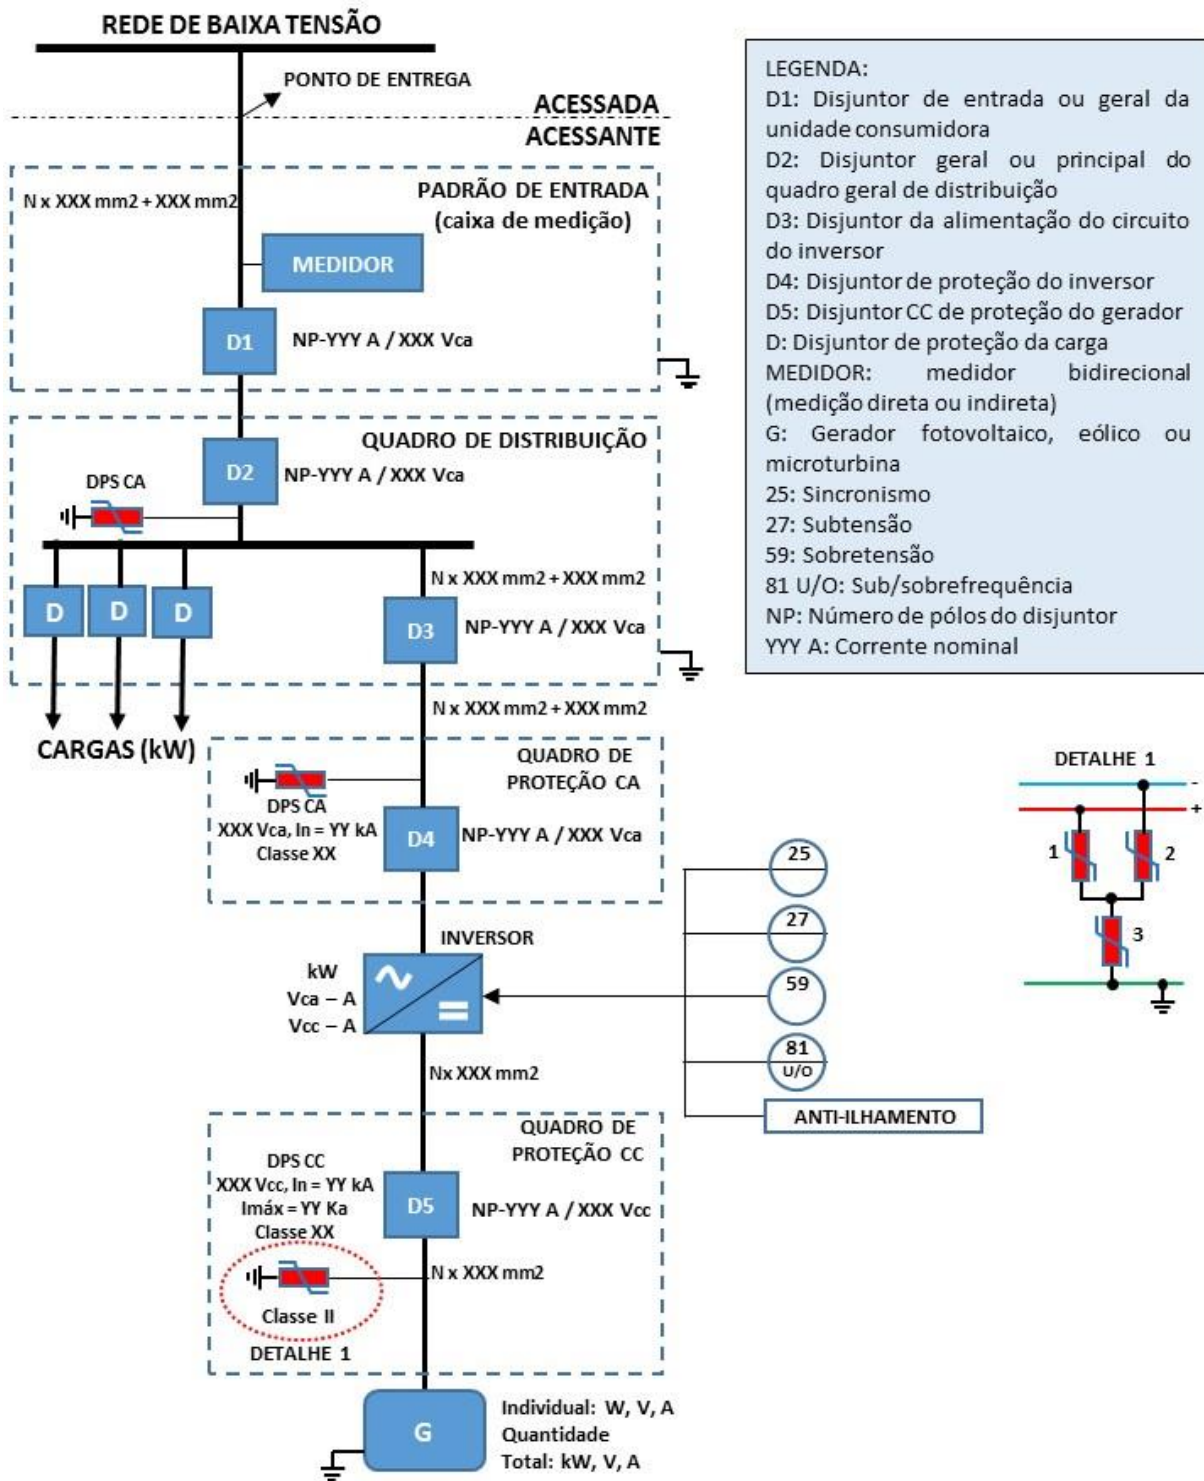 REDE DE BAIXA TENSÃO
PONTO DE ENTREGA
ACESSADA
ACESSANTE
PADRÃO DE ENTRADA
(caixa de medição)
N x XXX mm2 + XXX mm2
MEDIDOR
D1
NP-YYY A / XXX Vca
QUADRO DE DISTRIBUIÇÃO
D2
NP-YYY A / XXX Vca
DPS CA
N x XXX mm2 + XXX mm2
D
D
D
D3
NP-YYY A / XXX Vca
N x XXX mm2 + XXX mm2
CARGAS (kW)
QUADRO DE
PROTEÇÃO CA
DPS CA
XXX Vca, In = YY kA
Classe XX
D4
NP-YYY A / XXX Vca
INVERSOR
kW
Vca – A
Vcc – A
25
27
59
81
U/O
ANTI-ILHAMENTO
Nx XXX mm2
QUADRO DE
PROTEÇÃO CC
DPS CC
XXX Vcc, In = YY kA
Imáx = YY Ka
Classe XX
D5
NP-YYY A / XXX Vcc
N x XXX mm2
Classe II
DETALHE 1
G
Individual: W, V, A
Quantidade
Total: kW, V, A
LEGENDA:
D1: Disjuntor de entrada ou geral da
unidade consumidora
D2: Disjuntor geral ou principal do
quadro geral de distribuição
D3: Disjuntor da alimentação do circuito
do inversor
D4: Disjuntor de proteção do inversor
D5: Disjuntor CC de proteção do gerador
D: Disjuntor de proteção da carga
MEDIDOR: medidor bidirecional
(medição direta ou indireta)
G: Gerador fotovoltaico, eólico ou
microturbina
25: Sincronismo
27: Subtensão
59: Sobretensão
81 U/O: Sub/sobrefrequência
NP: Número de pólos do disjuntor
YYY A: Corrente nominal
DETALHE 1
-
+
1
2
3